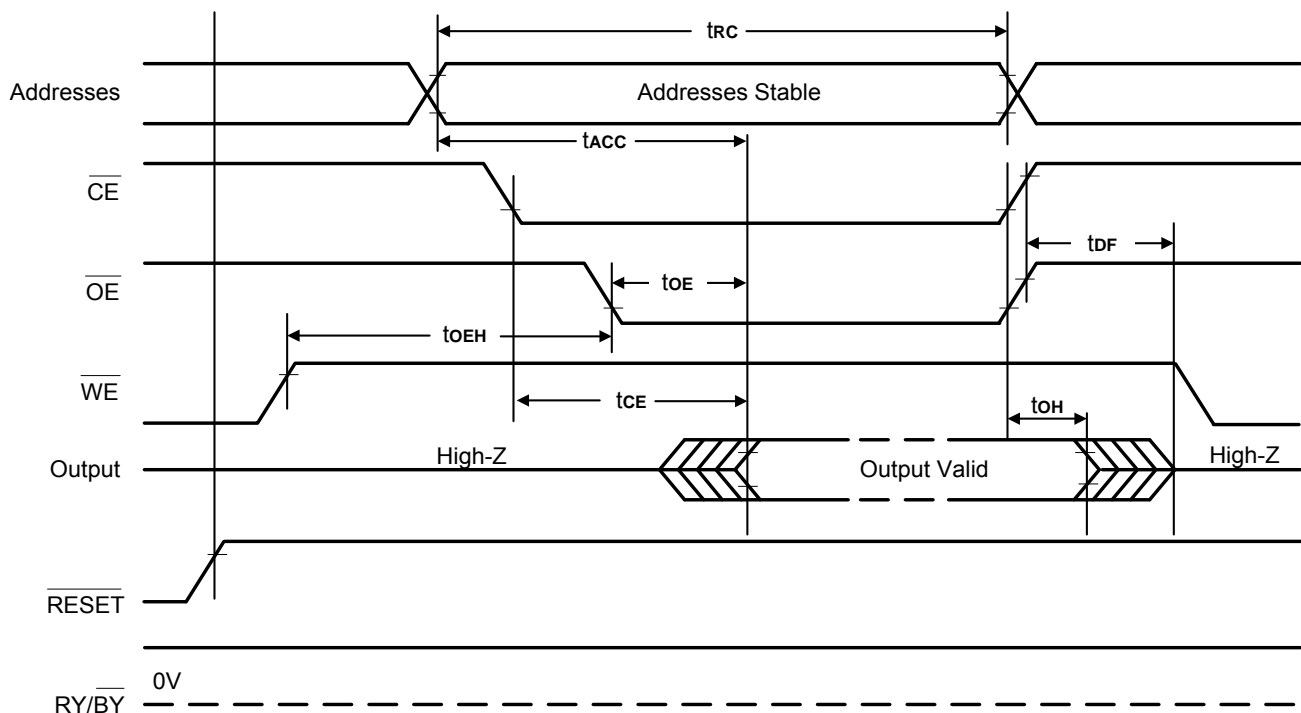 tRC
Addresses
Addresses Stable
tACC
CE
tDF
OE
tOE
tOEH
WE
tCE
tOH
High-Z
Output
Output Valid
High-Z
RESET
0V
RY/BY